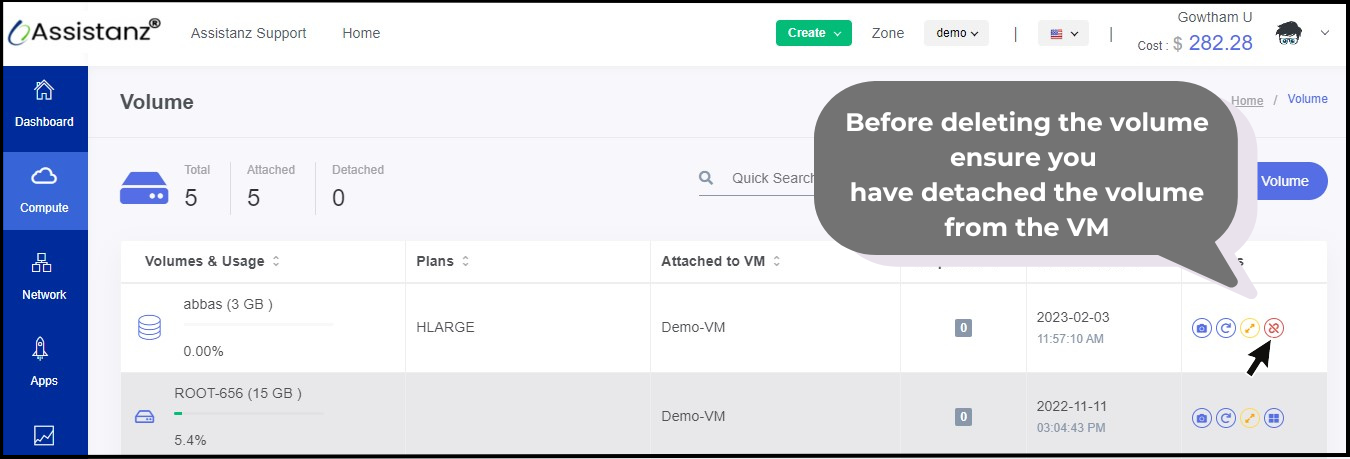 Assistanz®
Assistanz Support
Home
Create
Zone
demo
|
|
Gowtham U
Cost : $ 282.28
Dashboard
Compute
Network
Apps
Volume
Home / Volume
Total
5
Attached
5
Detached
0
Quick Search
Volume
Before deleting the volume
ensure you
have detached the volume
from the VM
Volumes & Usage
Plans
Attached to VM
abbas (3 GB )
0.00%
HLARGE
Demo-VM
0
2023-02-03
11:57:10 AM
ROOT-656 (15 GB )
5.4%
Demo-VM
0
2022-11-11
03:04:43 PM